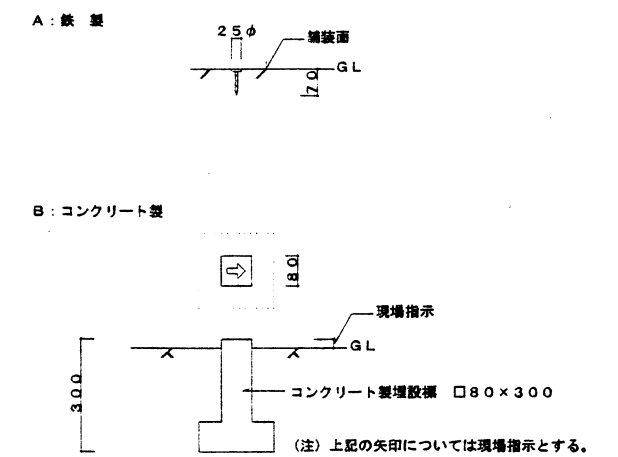 A：鉄　製
２５φ
舗装面
GL
70
B：コンクリート製
80
現場指示
GL
300
コンクリート製埋設標　□８０×３００
（注）上記の矢印については現場指示とする。